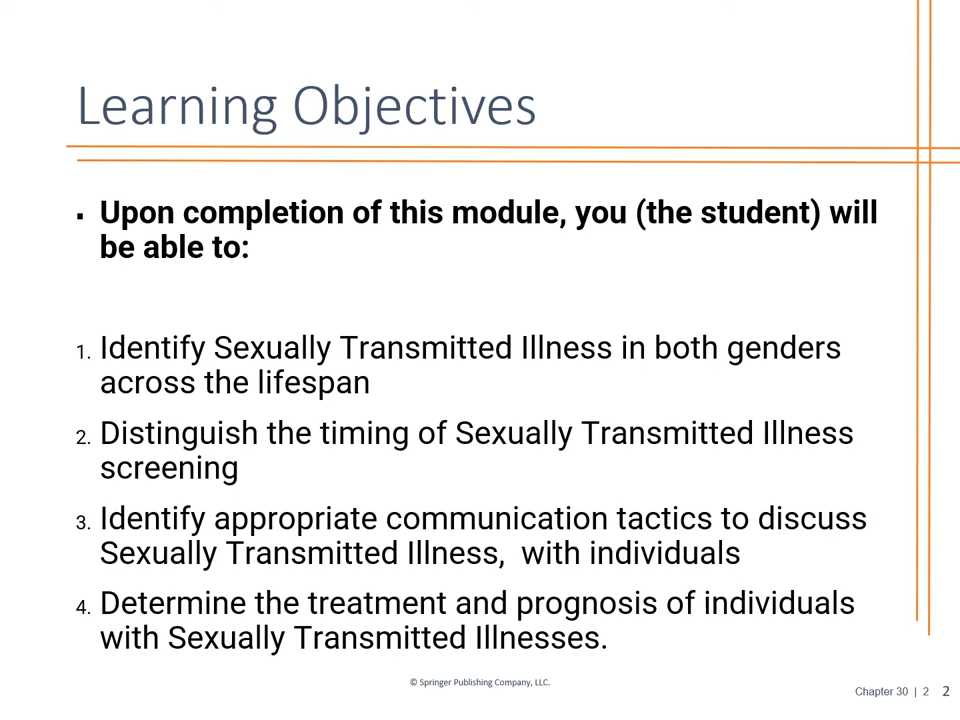 Learning Objectives
▪ Upon completion of this module, you (the student) will
be able to:
1. Identify Sexually Transmitted Illness in both genders
across the lifespan
2. Distinguish the timing of Sexually Transmitted Illness
screening
3. Identify appropriate communication tactics to discuss
Sexually Transmitted Illness,  with individuals
4. Determine the treatment and prognosis of individuals
with Sexually Transmitted Illnesses.
© Springer Publishing Company, LLC.
Chapter 30 | 2 2